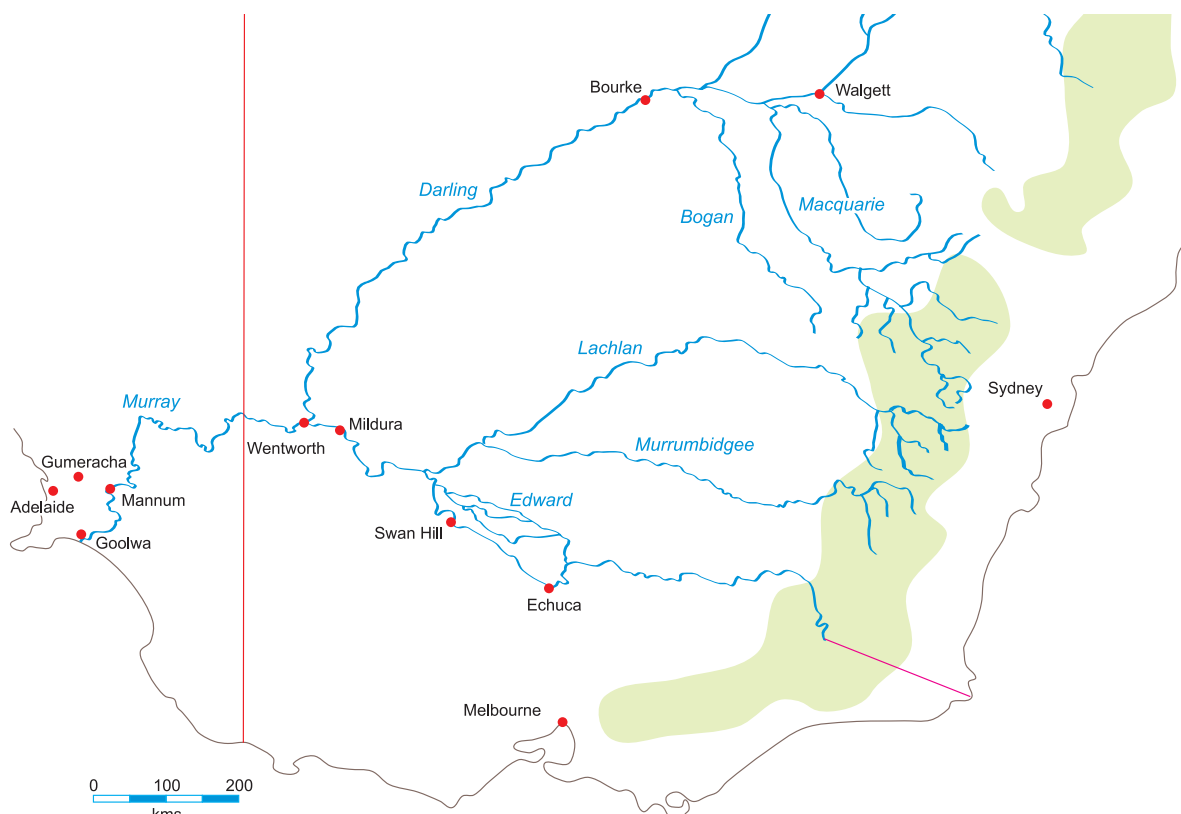 Bourke
Walgett
Darling
Macquarie
Bogan
Lachlan
Sydney
Murray
Mildura
Wentworth
Murrumbidgee
Gumeracha
Mannum
Adelaide
Edward
Swan Hill
Goolwa
Echuca
Melbourne
0 100 200
kms